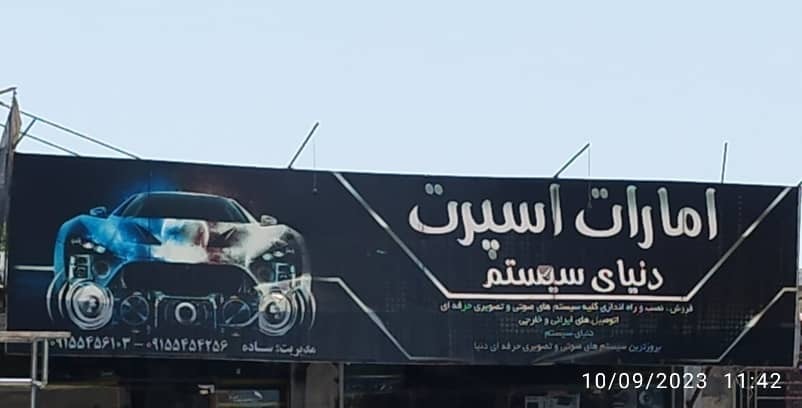 امارات اسپرت
دنیای سیستم
فروش، نصب و راه اندازی کلیه سیستم های صوتی و تصویری حرفه ای
اتومبیل های ایرانی و خارجی
دنیای سیستم
بروزترین سیستم های صوتی و تصویری حرفه ای دنیا
مدیریت: ساده ۰۹۱۵۵۴۵۴۲۵۶ - ۰۹۱۵۵۴۵۶۱۰۳
10/09/2023 11:42